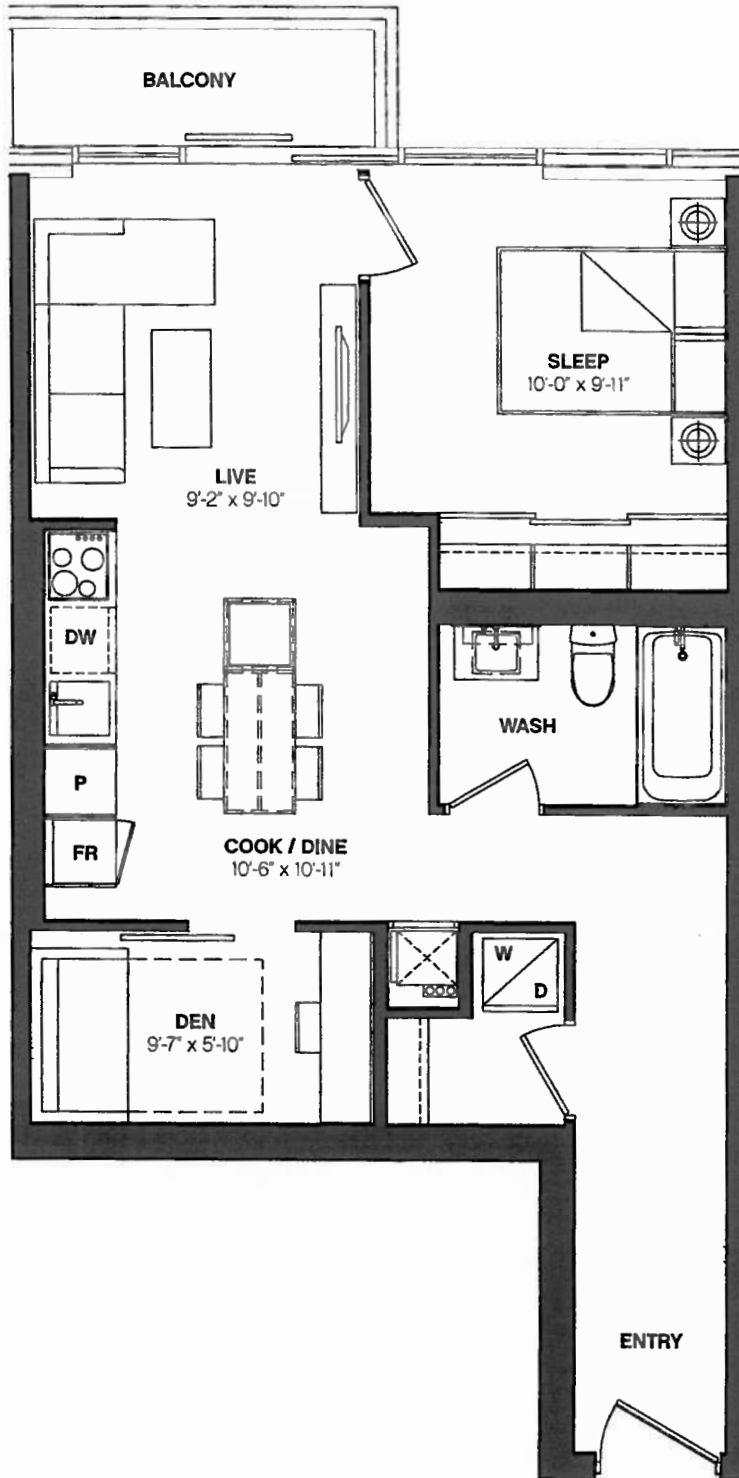 BALCONY
SLEEP
10'-0" x 9'-11"
LIVE
9'-2" x 9'-10"
DW
WASH
P
COOK / DINE
10'-6" x 10'-11"
FR
W
D
DEN
9'-7" x 5'-10"
ENTRY